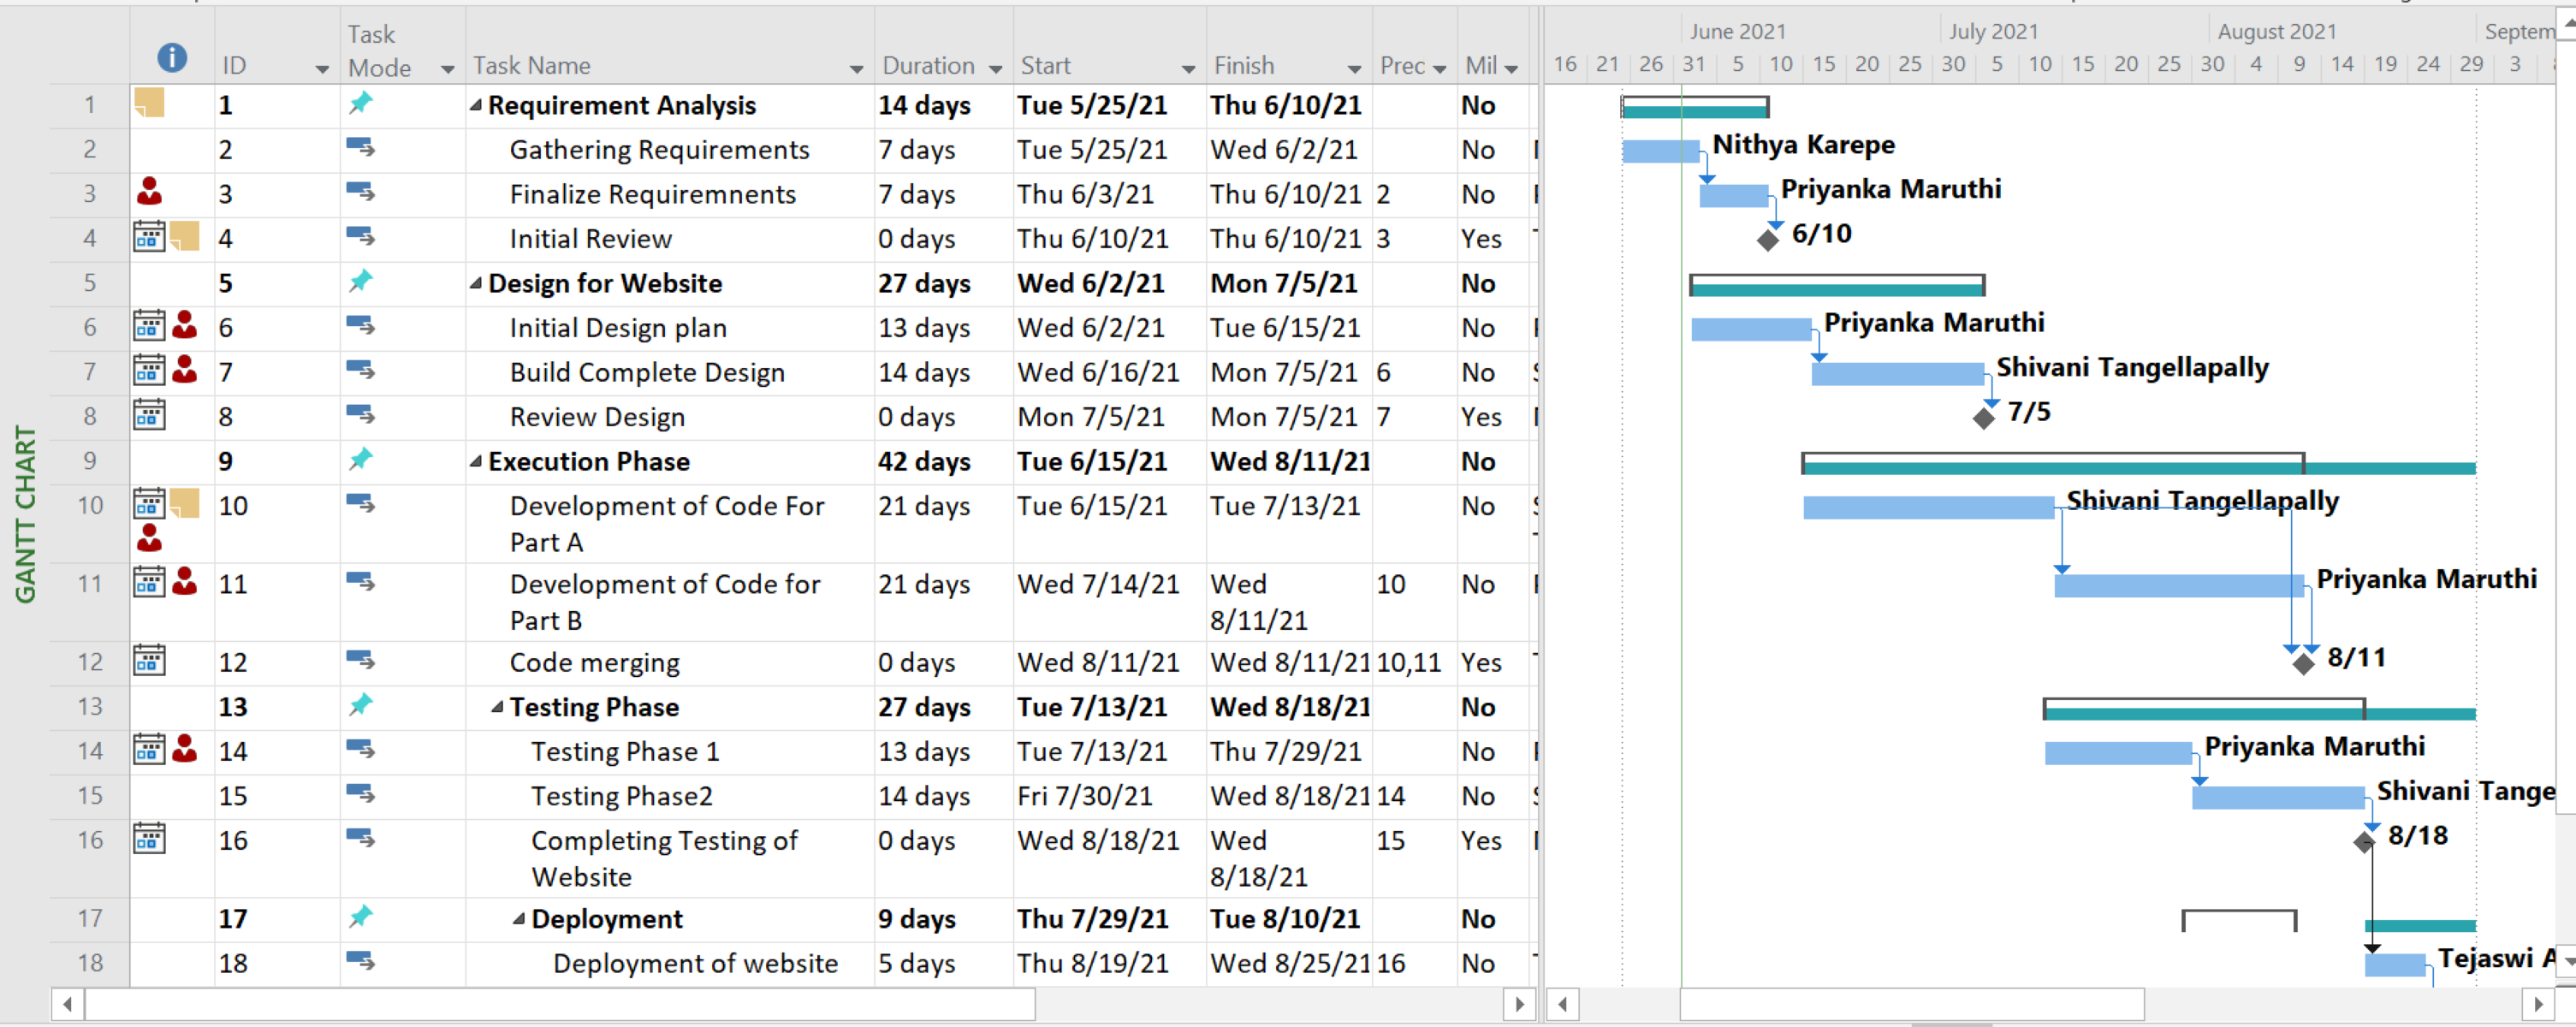 June 2021 July 2021 August 2021 Septem
ID Task Mode Task Name Duration Start Finish Prec Mil 16 21 26 31 5 10 15 20 25 30 5 10 15 20 25 30 4 9 14 19 24 29 3
1 1 Requirement Analysis 14 days Tue 5/25/21 Thu 6/10/21 No
2 2 Gathering Requirements 7 days Tue 5/25/21 Wed 6/2/21 No Nithya Karepe
3 3 Finalize Requiremnents 7 days Thu 6/3/21 Thu 6/10/21 2 No Priyanka Maruthi
4 4 Initial Review 0 days Thu 6/10/21 Thu 6/10/21 3 Yes 6/10
5 5 Design for Website 27 days Wed 6/2/21 Mon 7/5/21 No
6 6 Initial Design plan 13 days Wed 6/2/21 Tue 6/15/21 No Priyanka Maruthi
7 7 Build Complete Design 14 days Wed 6/16/21 Mon 7/5/21 6 No Shivani Tangellapally
8 8 Review Design 0 days Mon 7/5/21 Mon 7/5/21 7 Yes 7/5
9 9 Execution Phase 42 days Tue 6/15/21 Wed 8/11/21 No
10 10 Development of Code For Part A 21 days Tue 6/15/21 Tue 7/13/21 No Shivani Tangellapally
11 11 Development of Code for Part B 21 days Wed 7/14/21 Wed 8/11/21 10 No Priyanka Maruthi
12 12 Code merging 0 days Wed 8/11/21 Wed 8/11/21 10,11 Yes 8/11
13 13 Testing Phase 27 days Tue 7/13/21 Wed 8/18/21 No
14 14 Testing Phase 1 13 days Tue 7/13/21 Thu 7/29/21 No Priyanka Maruthi
15 15 Testing Phase2 14 days Fri 7/30/21 Wed 8/18/21 14 No Shivani Tange
16 16 Completing Testing of Website 0 days Wed 8/18/21 Wed 8/18/21 15 Yes 8/18
17 17 Deployment 9 days Thu 7/29/21 Tue 8/10/21 No
18 18 Deployment of website 5 days Thu 8/19/21 Wed 8/25/21 16 No Tejaswi A
GANTT CHART